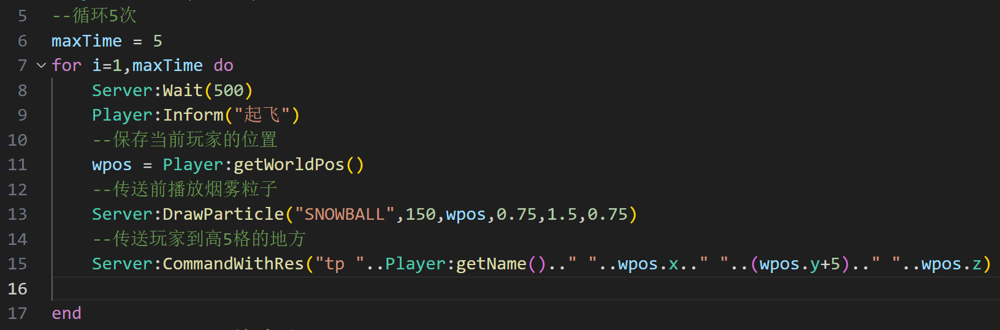 5 --循环5次
6 maxTime = 5
7 for i=1,maxTime do
8 Server:Wait(500)
9 Player:Inform("起飞")
10 --保存当前玩家的位置
11 wpos = Player:getWorldPos()
12 --传送前播放烟雾粒子
13 Server:DrawParticle("SNOWBALL",150,wpos,0.75,1.5,0.75)
14 --传送玩家到高5格的地方
15 Server:CommandWithRes("tp "..Player:getName().." "..wpos.x.." "..(wpos.y+5).." "..wpos.z)
16
17 end